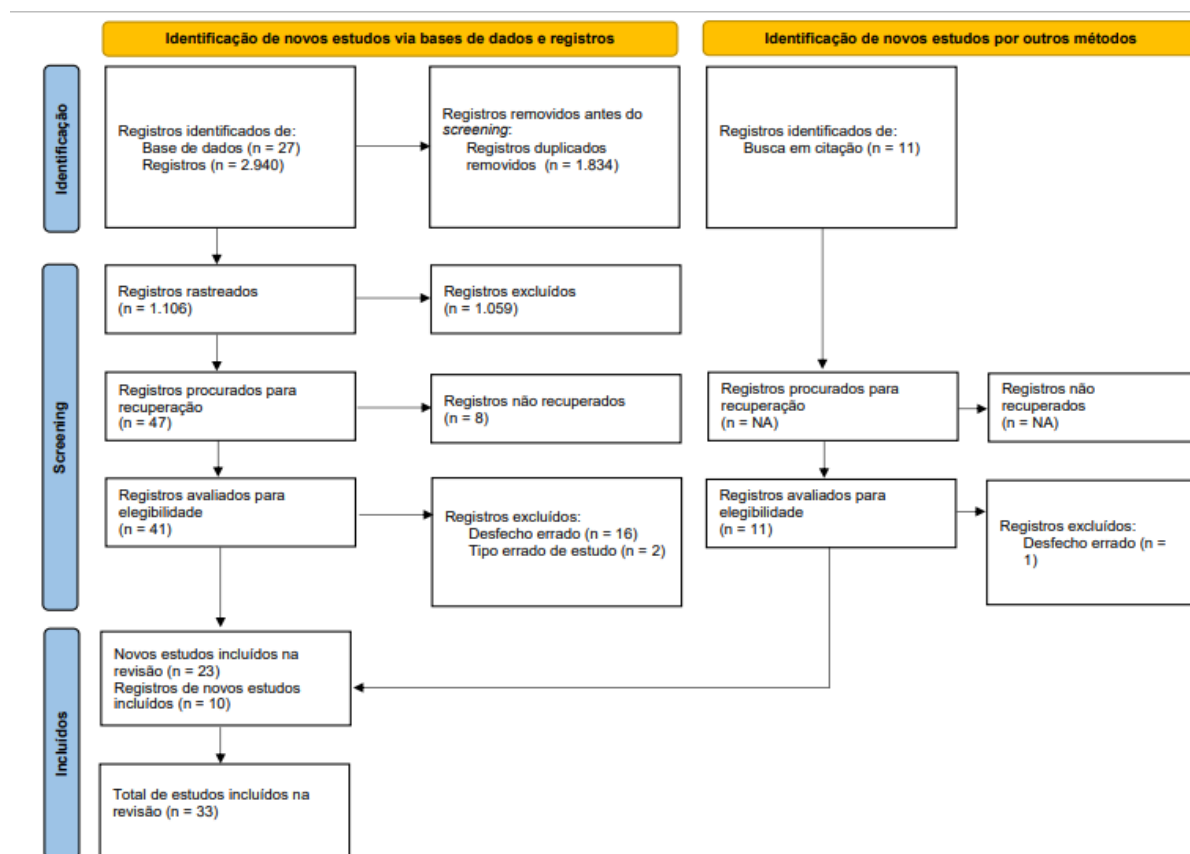 Identificação de novos estudos via bases de dados e registros
Identificação de novos estudos por outros métodos
Identificação
Registros identificados de:
Base de dados (n = 27)
Registros (n = 2.940)
Registros removidos antes do
screening:
Registros duplicados
removidos (n = 1.834)
Registros identificados de:
Busca em citação (n = 11)
Screening
Registros rastreados
(n = 1.106)
Registros excluídos
(n = 1.059)
Registros procurados para
recuperação
(n = 47)
Registros não recuperados
(n = 8)
Registros procurados para
recuperação
(n = NA)
Registros não
recuperados
(n = NA)
Registros avaliados para
elegibilidade
(n = 41)
Registros excluídos:
Desfecho errado (n = 16)
Tipo errado de estudo (n = 2)
Registros avaliados para
elegibilidade
(n = 11)
Registros excluídos:
Desfecho errado (n =
1)
Incluídos
Novos estudos incluídos na
revisão (n = 23)
Registros de novos estudos
incluídos (n = 10)
Total de estudos incluídos na
revisão (n = 33)